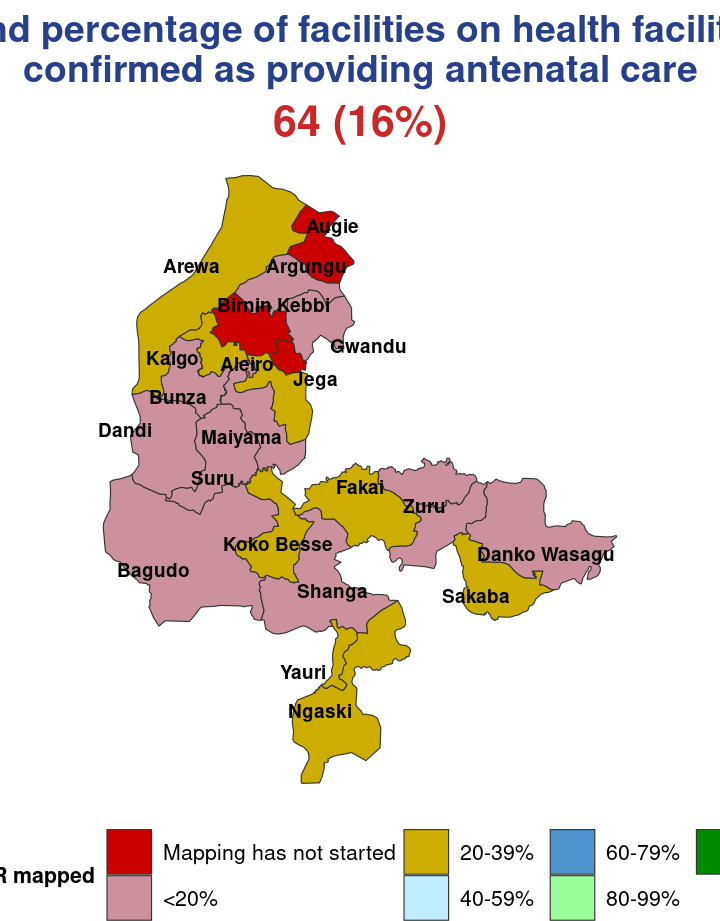 percentage of facilities on health
confirmed as providing antenatal care
64 (16%)
Augie
Arewa
Argungu
Birnin Kebbi
Gwandu
Kalgo
Aleiro
Jega
Bunza
Dandi
Maiyama
Suru
Fakai
Zuru
Koko Besse
Danko Wasagu
Bagudo
Shanga
Sakaba
Yauri
Ngaski
Mapping has not started
20-39%
60-79%
R mapped
<20%
40-59%
80-99%